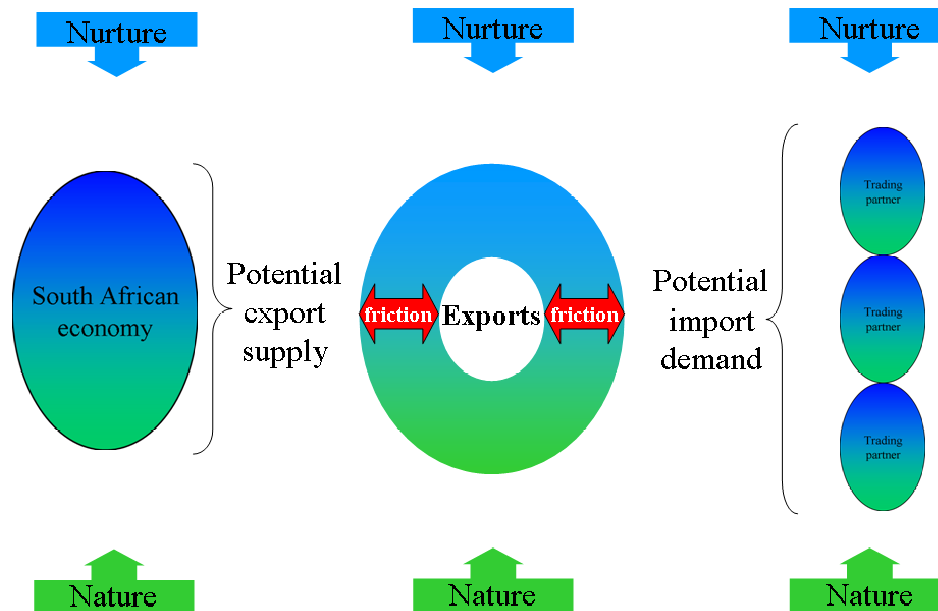 Nurture
Nurture
Nurture
South African
economy
Potential
cxport
supply
friction
Exports
friction
Potential
import
demand
Trading
partner
Trading
partner
Trading
partner
Nature
Nature
Nature